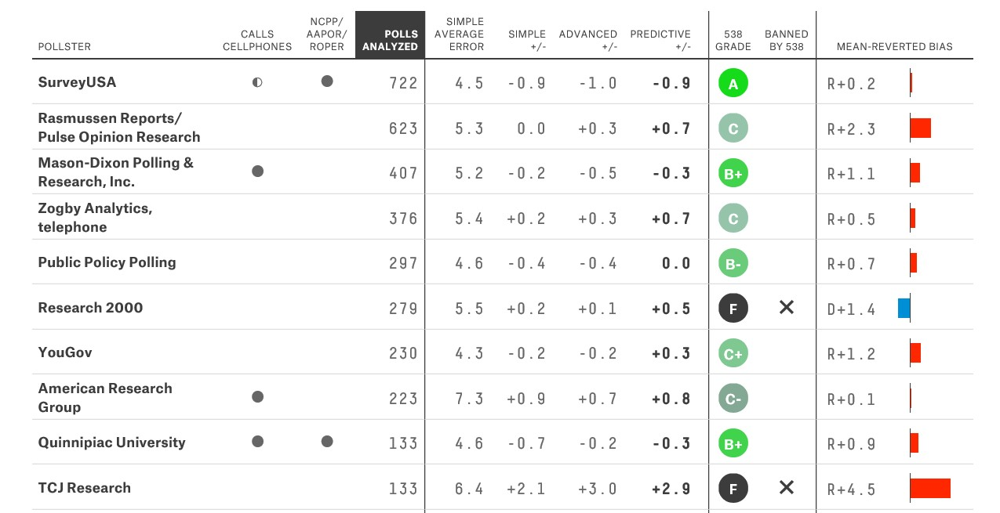 POLLSTER CALLS CELLPHONES NCPP/ AAPOR/ ROPER POLLS ANALYZED SIMPLE AVERAGE ERROR SIMPLE +/- ADVANCED +/- PREDICTIVE +/- 538 GRADE BANNED BY 538 MEAN-REVERTED BIAS
SurveyUSA 722 4.5 -0.9 -1.0 -0.9 A R+0.2
Rasmussen Reports/
Pulse Opinion Research 623 5.3 0.0 +0.3 +0.7 C R+2.3
Mason-Dixon Polling &
Research, Inc. 407 5.2 -0.2 -0.5 -0.3 B+ R+1.1
Zogby Analytics,
telephone 376 5.4 +0.2 +0.3 +0.7 C R+0.5
Public Policy Polling 297 4.6 -0.4 -0.4 0.0 B- R+0.7
Research 2000 279 5.5 +0.2 +0.1 +0.5 F ✕ D+1.4
YouGov 230 4.3 -0.2 -0.2 +0.3 C+ R+1.2
American Research
Group 223 7.3 +0.9 +0.7 +0.8 C- R+0.1
Quinnipiac University 133 4.6 -0.7 -0.2 -0.3 B+ R+0.9
TCJ Research 133 6.4 +2.1 +3.0 +2.9 F ✕ R+4.5